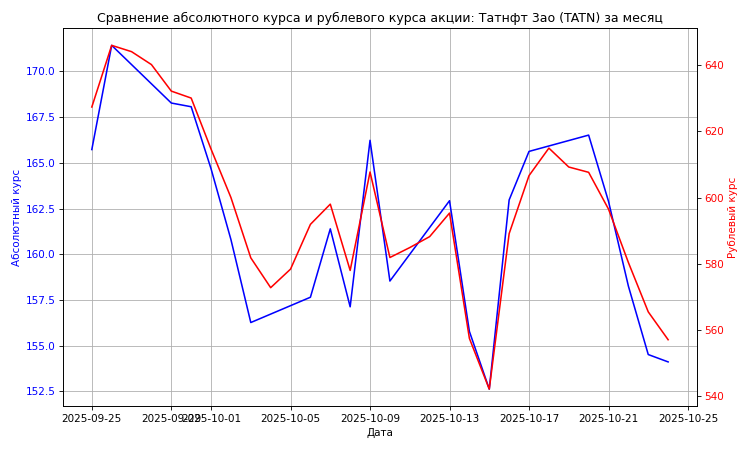 Сравнение абсолютного курса и рублевого курса акции: Татнфт 3ао (TATN) за месяц
Абсолютный курс
170.0
167.5
165.0
162.5
160.0
157.5
155.0
152.5
640
620
600
580
560
540
Рублевый курс
2025-09-25 2025-09-29 2025-10-01 2025-10-05 2025-10-09 2025-10-13 2025-10-17 2025-10-21 2025-10-25
Дата